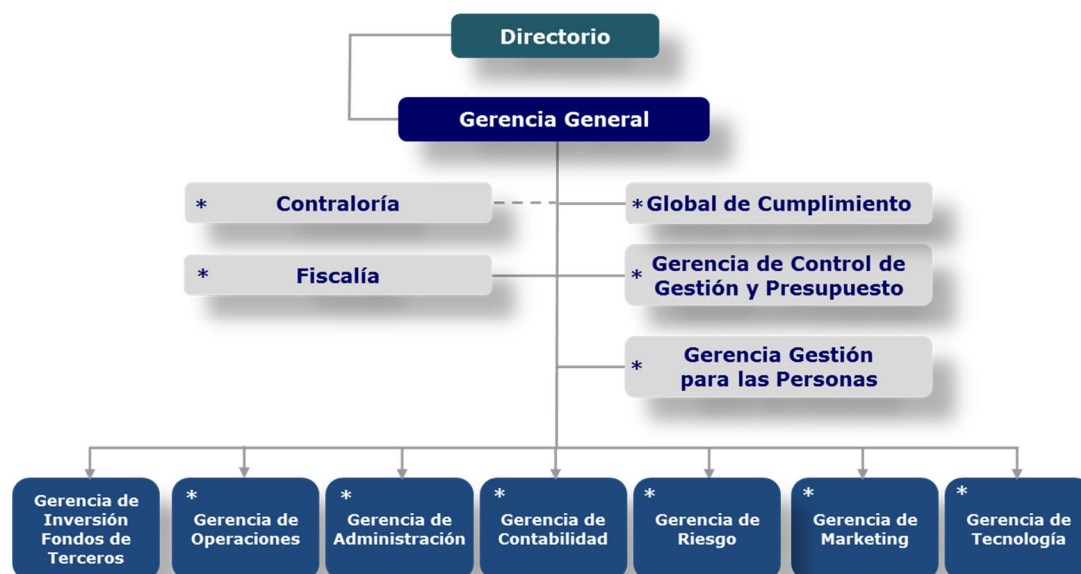 Directorio
Gerencia General
* Contraloría
* Global de Cumplimiento
* Fiscalía
* Gerencia de Control de
Gestión y Presupuesto
* Gerencia Gestión
para las Personas
Gerencia de
Inversión
Fondos de
Terceros
*
Gerencia de
Operaciones
*
Gerencia de
Administración
*
Gerencia de
Contabilidad
*
Gerencia de
Riesgo
*
Gerencia de
Marketing
*
Gerencia de
Tecnología